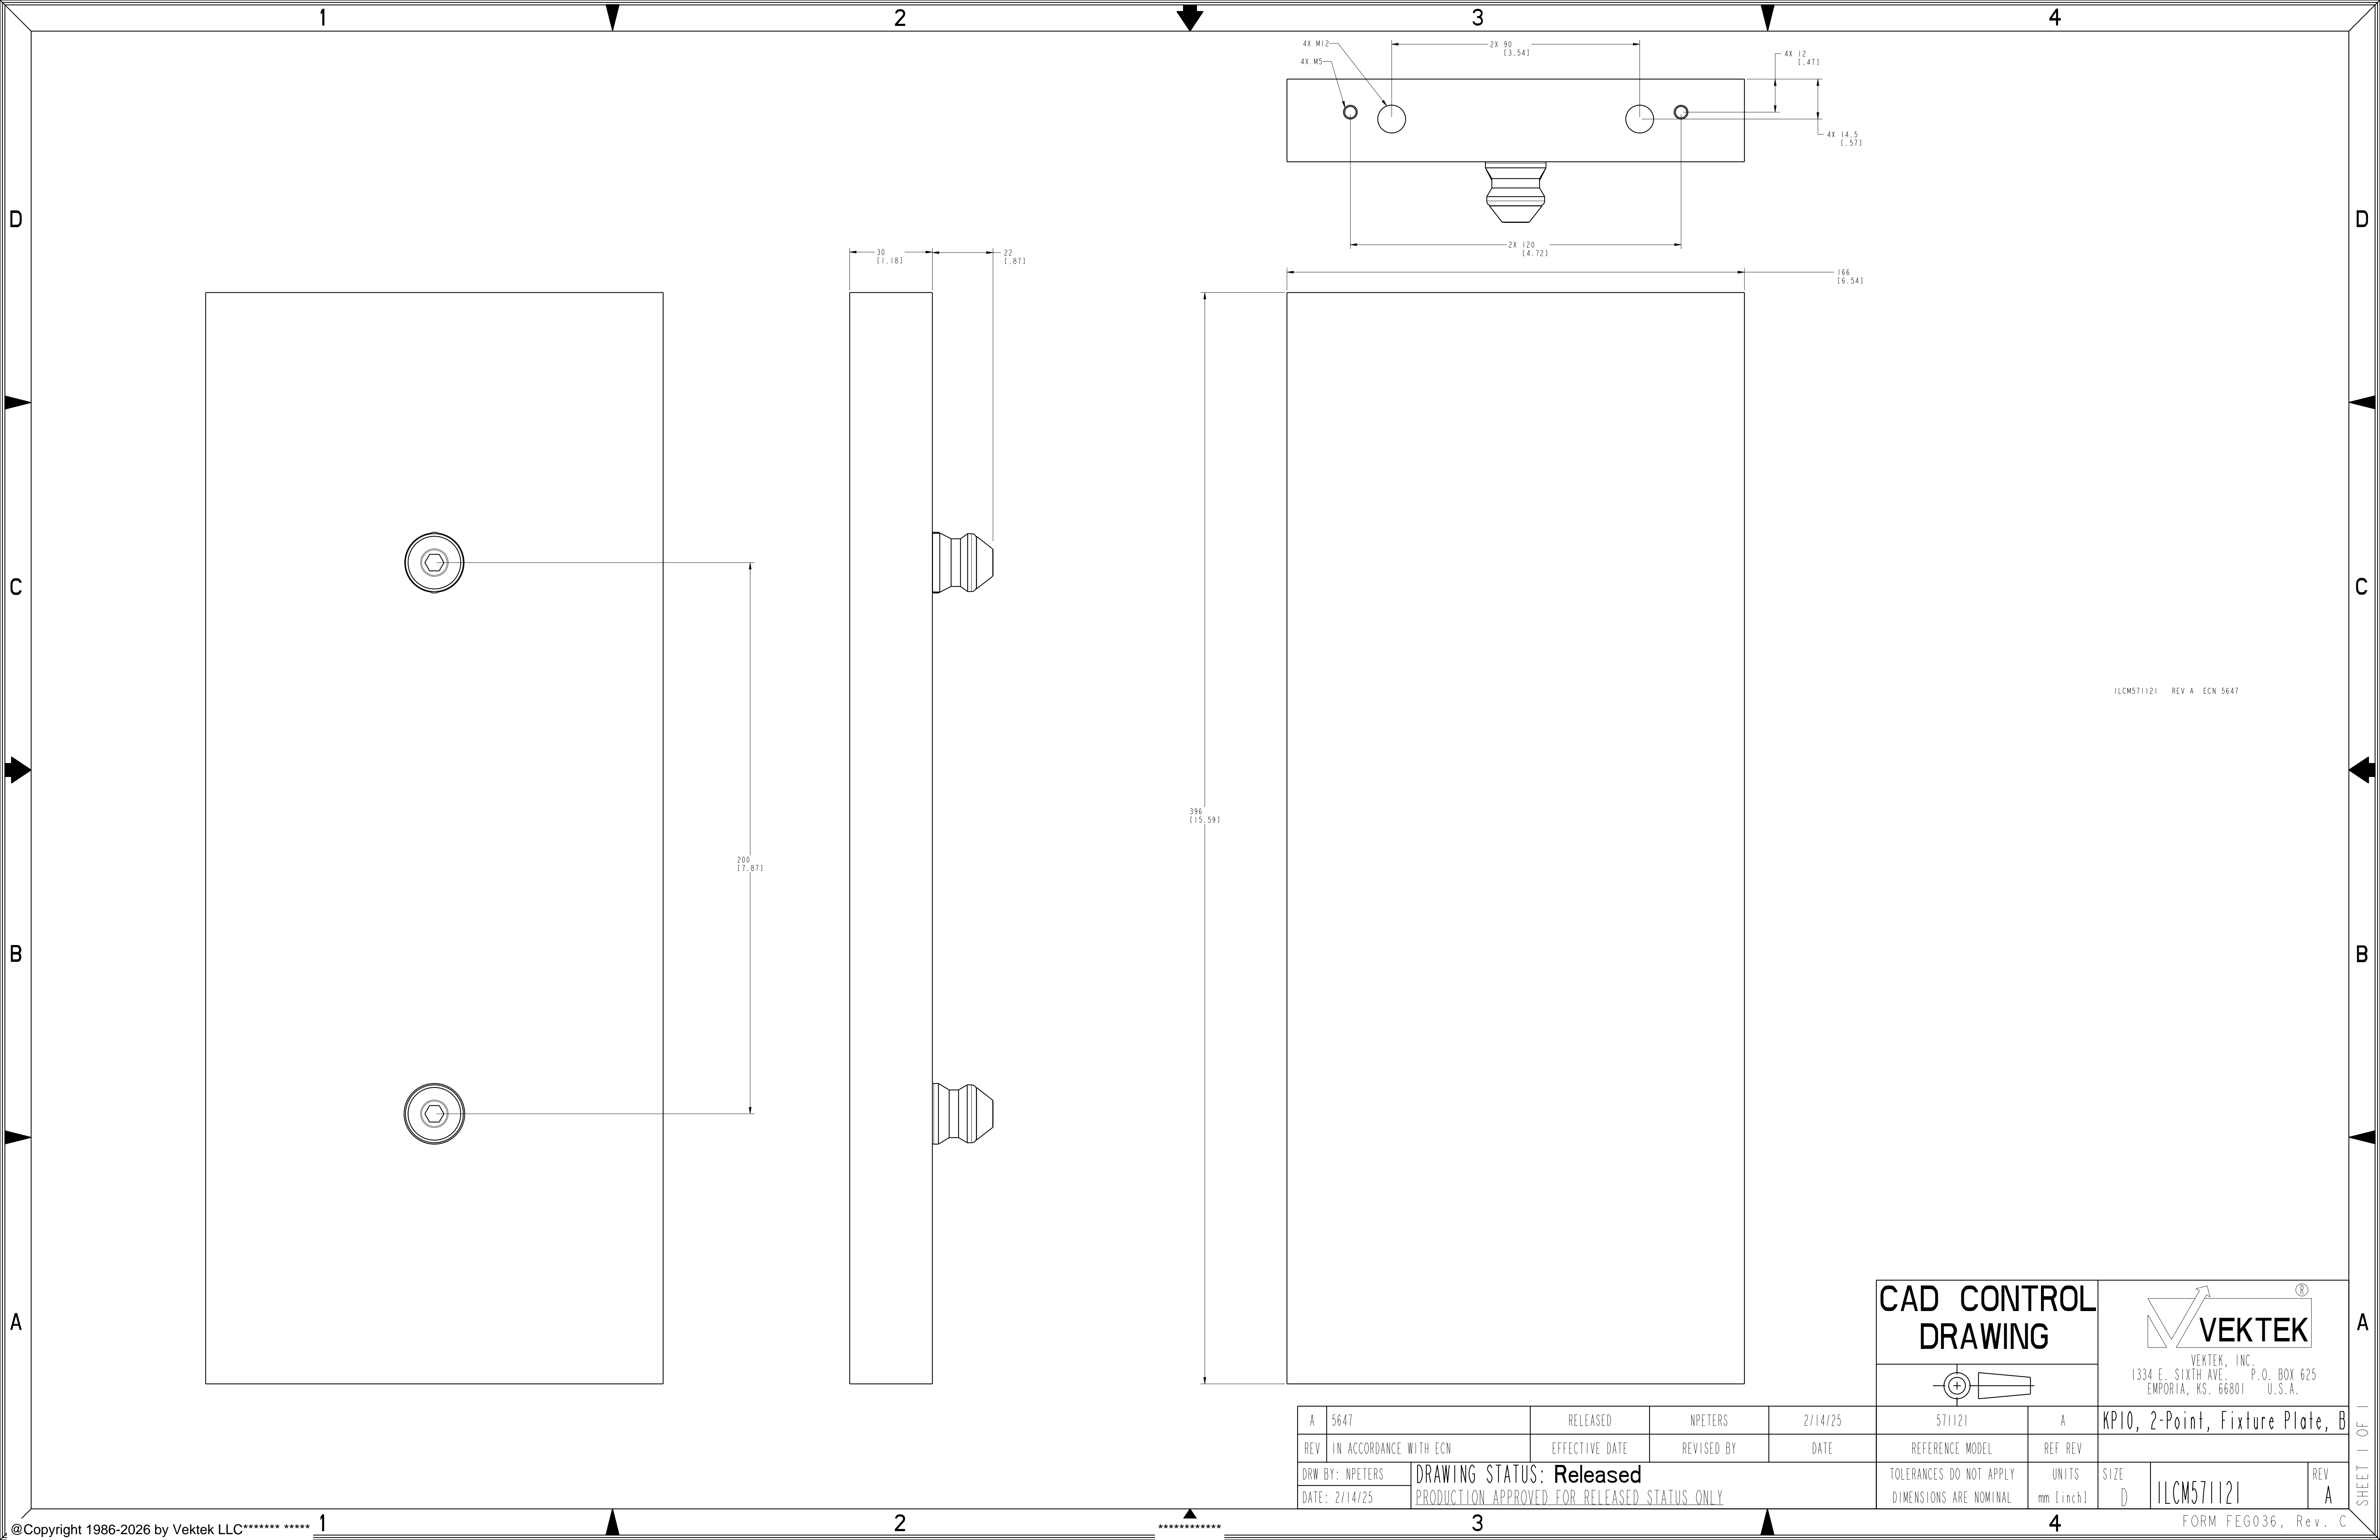 1
2
3
4
4X M12
4X M5
2X 90
[3.54]
4X 12
[.47]
4X 14.5
[.57]
2X 120
[4.72]
D
D
30
[1.18]
22
[.87]
166
[6.54]
C
C
1LCM571121 REV A ECN 5647
396
[15.59]
200
[7.87]
B
B
A
A
CAD CONTROL
DRAWING
®
VEKTEK
VEKTEK, INC.
1334 E. SIXTH AVE. P.O. BOX 625
EMPORIA, KS. 66801 U.S.A.
A 5647 RELEASED NPETERS 2/14/25 571121 A KP10, 2-Point, Fixture Plate, B
REV IN ACCORDANCE WITH ECN EFFECTIVE DATE REVISED BY DATE REFERENCE MODEL REF REV
DRW BY: NPETERS DRAWING STATUS: Released TOLERANCES DO NOT APPLY UNITS SIZE REV
DATE: 2/14/25 PRODUCTION APPROVED FOR RELEASED STATUS ONLY DIMENSIONS ARE NOMINAL mm [inch] D 1LCM571121 A
SHEET 1 OF 1
FORM FEG036, Rev. C
@Copyright 1986-2026 by Vektek LLC******* *****
1
2
************
3
4